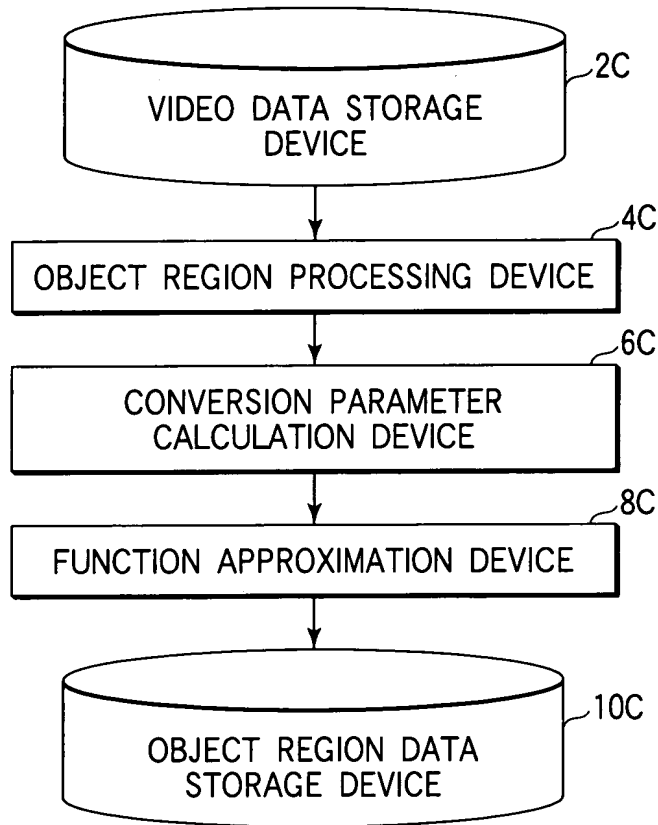 2C
VIDEO DATA STORAGE
DEVICE
4C
OBJECT REGION PROCESSING DEVICE
6C
CONVERSION PARAMETER
CALCULATION DEVICE
8C
FUNCTION APPROXIMATION DEVICE
10C
OBJECT REGION DATA
STORAGE DEVICE